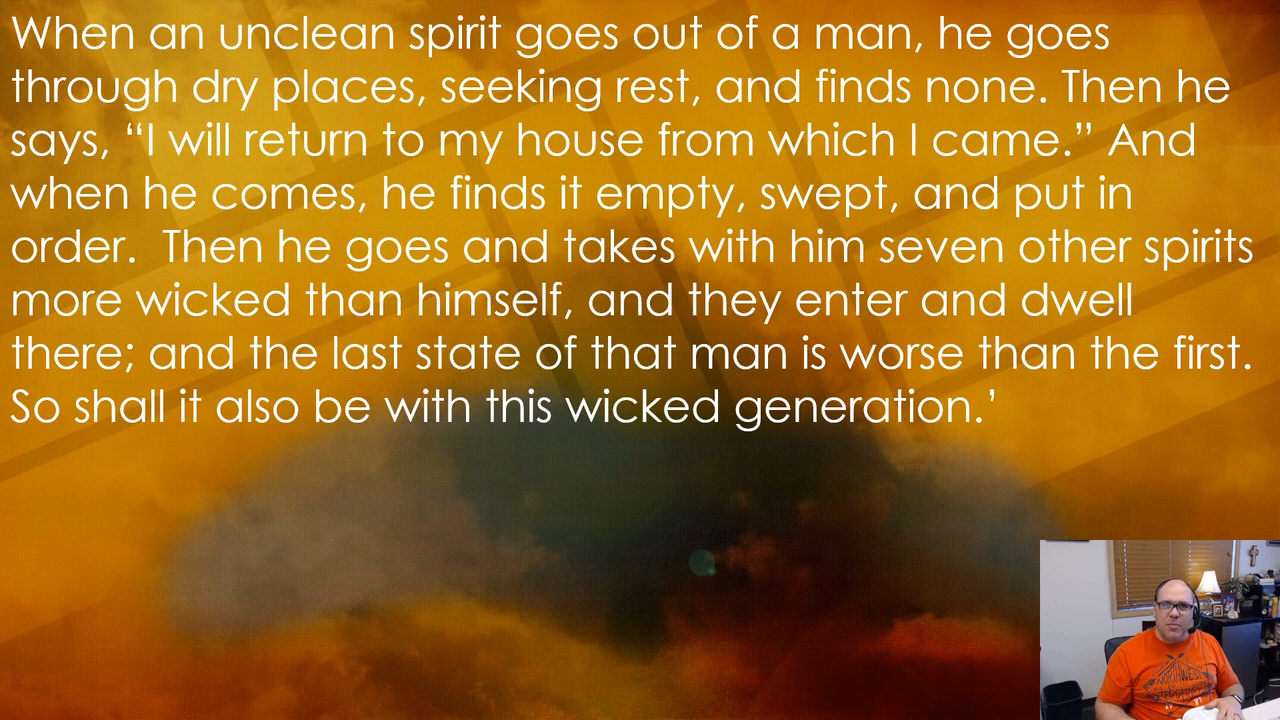 When an unclean spirit goes out of a man, he goes
through dry places, seeking rest, and finds none. Then he
says, “I will return to my house from which I came.” And
when he comes, he finds it empty, swept, and put in
order.  Then he goes and takes with him seven other spirits
more wicked than himself, and they enter and dwell
there; and the last state of that man is worse than the first.
So shall it also be with this wicked generation.’